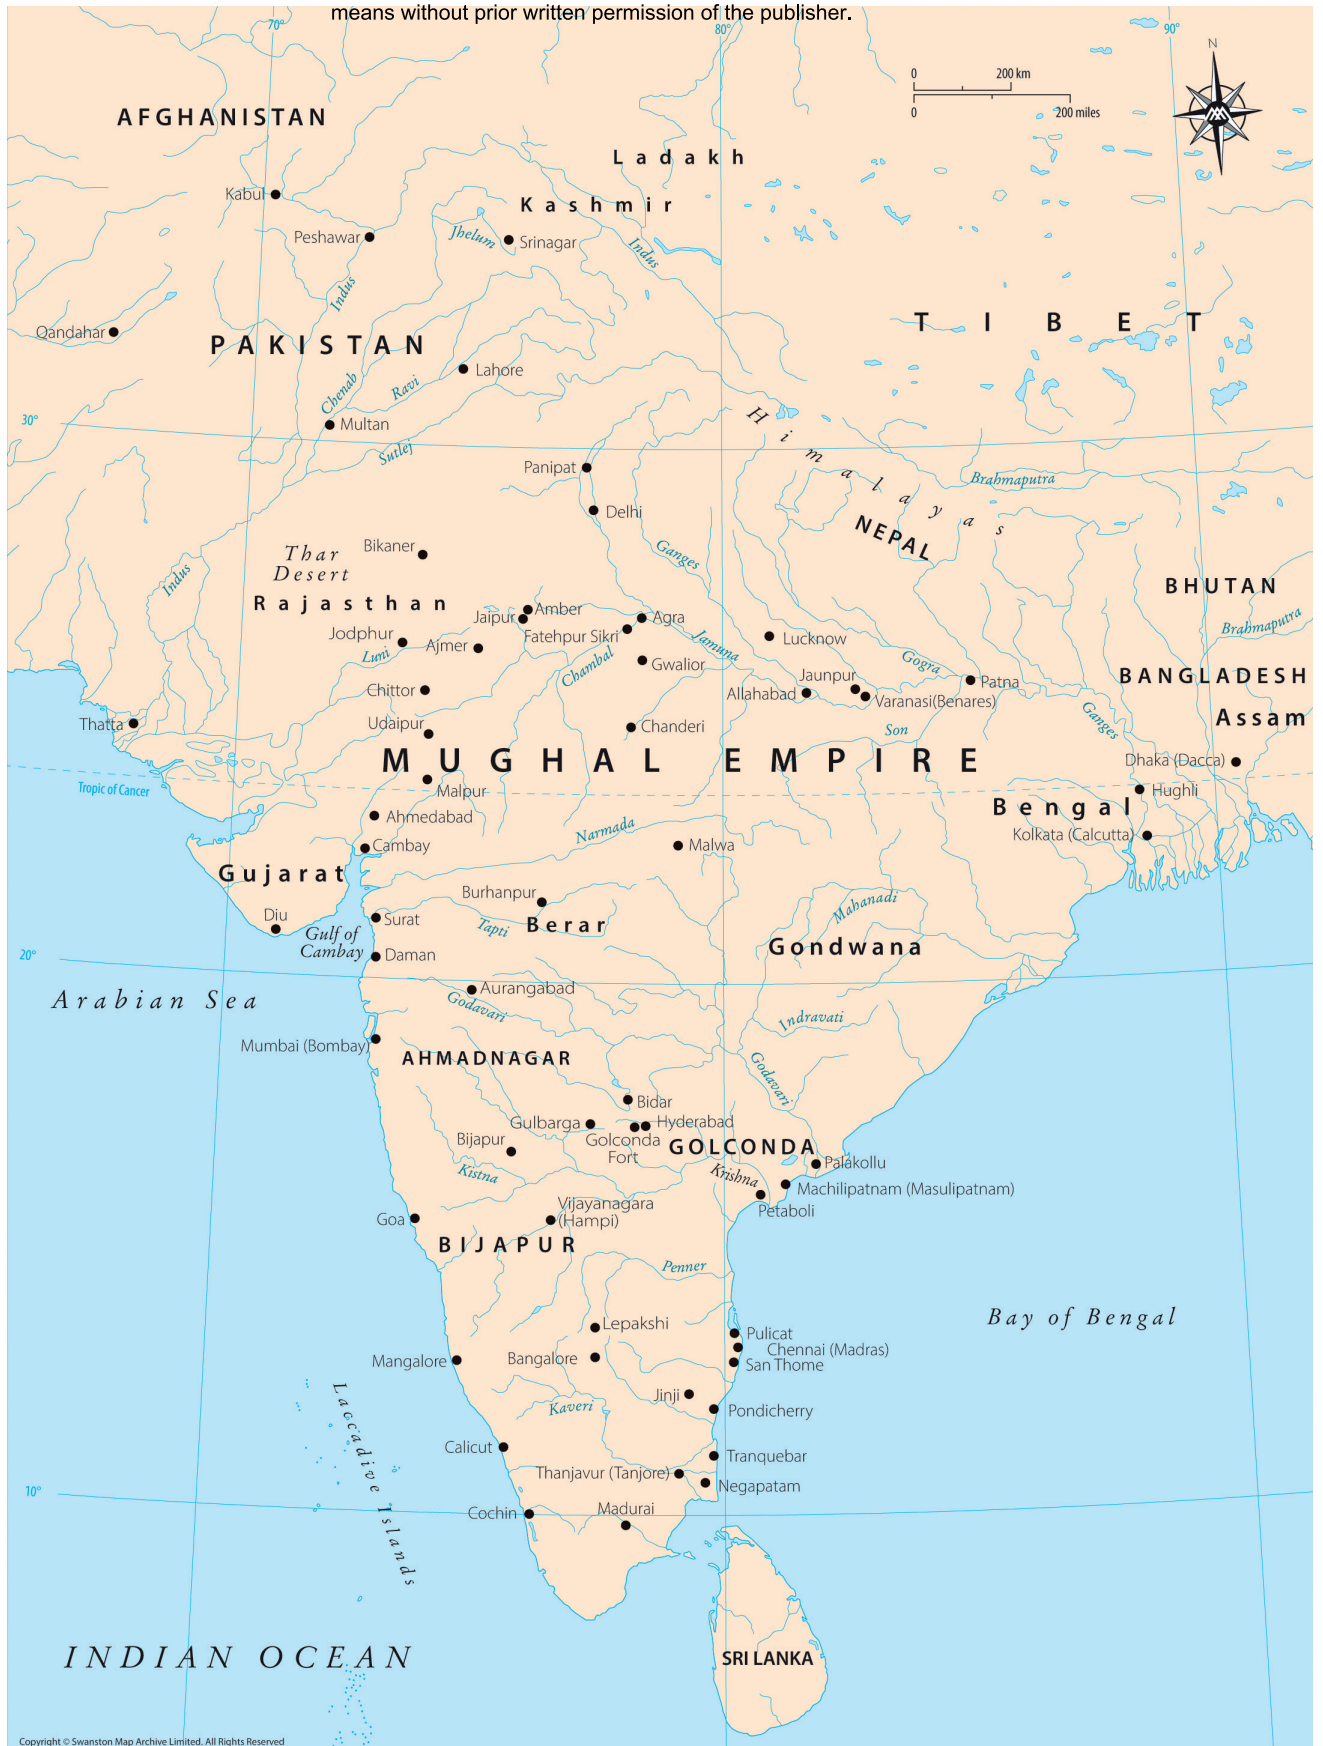 means without prior written permission of the publisher.
70°
80°
90°
N
0
200 km
0
200 miles
AFGHANISTAN
Ladakh
Kabul
Kashmir
Peshawar
Jhelum
Srinagar
Indus
Indus
Qandahar
TIBET
PAKISTAN
Lahore
Chenab
Ravi
Himalayas
30°
Multan
Sutlej
Panipat
Brahmaputra
Delhi
NEPAL
Bikaner
Thar
Desert
Ganges
Indus
BHUTAN
Rajasthan
Amber
Jaipur
Agra
Brahmaputra
Jodphur
Fatehpur Sikri
Jamuna
Lucknow
Ajmer
Luni
Chambal
Gwalior
Gogra
Jaunpur
Patna
BANGLADESH
Chittor
Allahabad
Varanasi(Benares)
Ganges
Assam
Thatta
Udaipur
Chanderi
Son
MUGHAL EMPIRE
Dhaka (Dacca)
Tropic of Cancer
Malpur
Hughli
Bengal
Ahmedabad
Narmada
Kolkata (Calcutta)
Cambay
Malwa
Gujarat
Burhanpur
Mahanadi
Diu
Surat
Tapti
Berar
Gulf of
Cambay
Gondwana
20°
Daman
Aurangabad
Arabian Sea
Godavari
Indravati
Mumbai (Bombay)
AHMADNAGAR
Godavari
Bidar
Gulbarga
Hyderabad
Bijapur
Golconda
Fort
GOLCONDA
Kistna
Krishna
Palakollu
Machilipatnam (Masulipatnam)
Petaboli
Goa
Vijayanagara
(Hampi)
BIJAPUR
Penner
Bay of Bengal
Lepakshi
Pulicat
Chennai (Madras)
Mangalore
Bangalore
San Thome
Laccadive Islands
Jinji
Kaveri
Pondicherry
Calicut
Tranquebar
Thanjavur (Tanjore)
Negapatam
10°
Cochin
Madurai
INDIAN OCEAN
SRI LANKA
Copyright © Swanston Map Archive Limited. All Rights Reserved